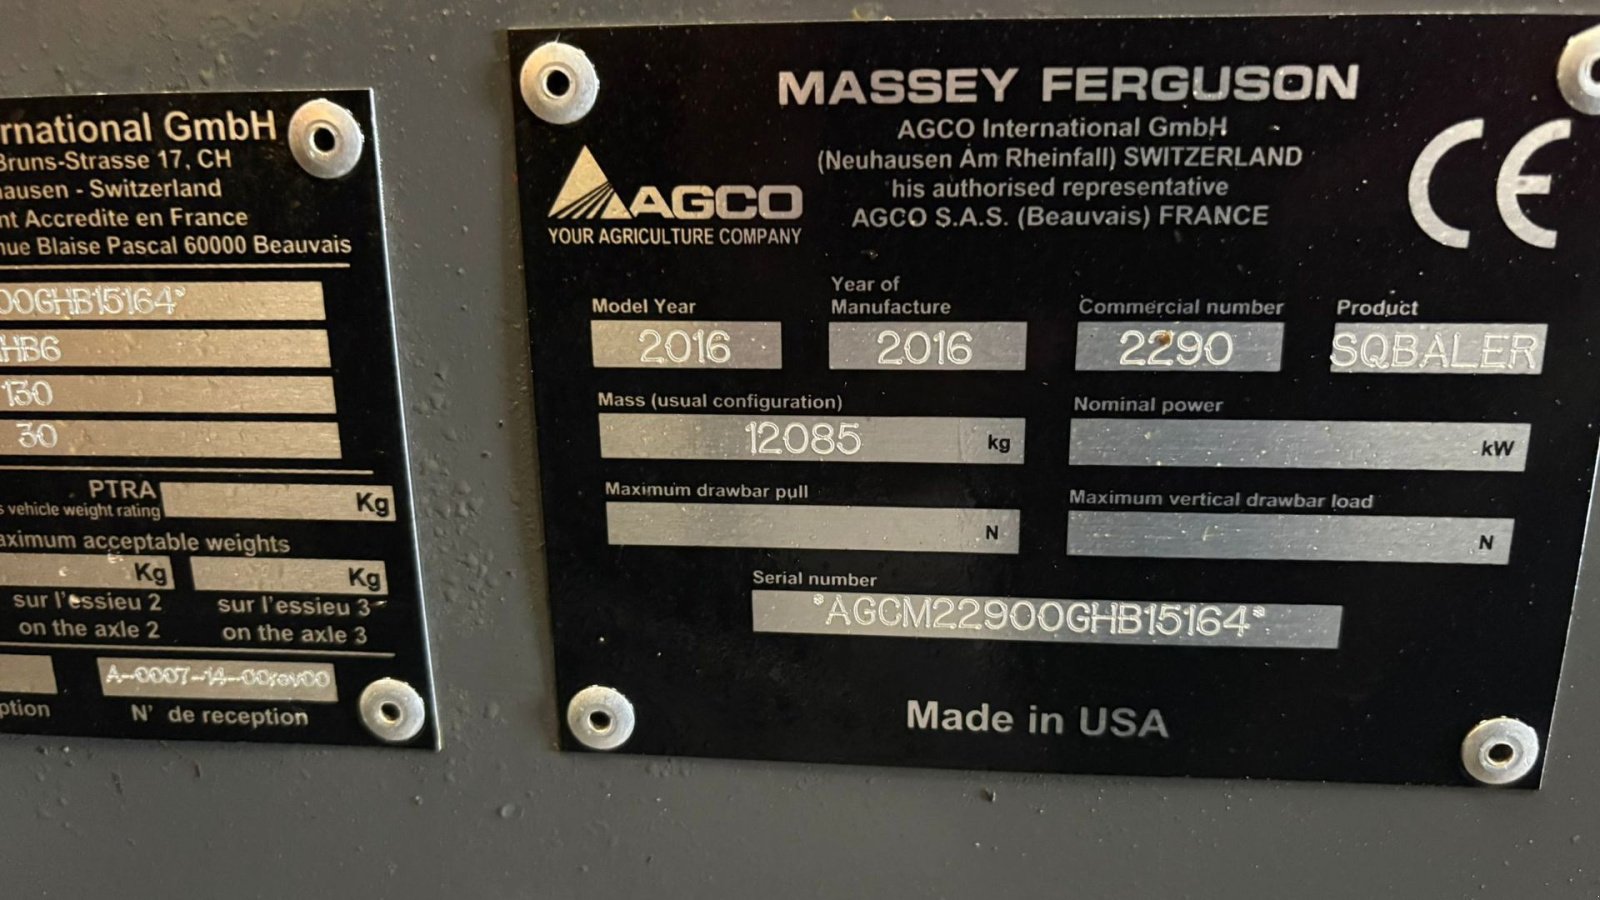 rnational GmbH
Bruns-Strasse 17, CH
hausen - Switzerland
nt Accredite en France
nue Blaise Pascal 60000 Beauvais
00GHB15164*
HB6
130
30
PTRA
s vehicle weight rating
Kg
aximum acceptable weights
Kg Kg
sur l'essieu 2 sur l'essieu 3
on the axle 2 on the axle 3
A-0007-14-00rev00
ption N' de reception
MASSEY FERGUSON
AGCO International GmbH
(Neuhausen Am Rheinfall) SWITZERLAND
his authorised representative
AGCO S.A.S. (Beauvais) FRANCE
CE
AGCO
YOUR AGRICULTURE COMPANY
Model Year Year of Manufacture Commercial number Product
2016 2016 2290 SQBALER
Mass (usual configuration) Nominal power
12085 kg kW
Maximum drawbar pull Maximum vertical drawbar load
N N
Serial number
*AGCM22900GHB15164*
Made in USA